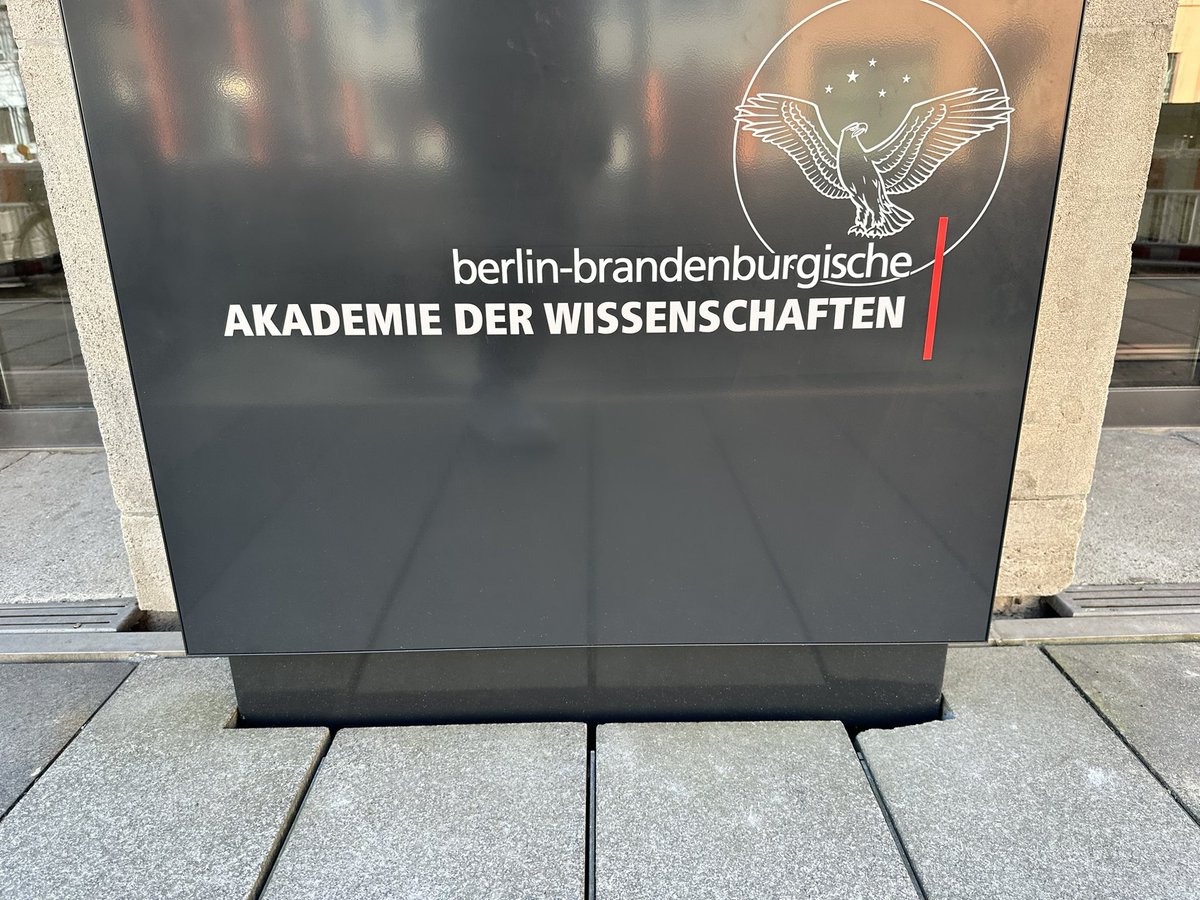 berlin-brandenburgische
AKADEMIE DER WISSENSCHAFTEN